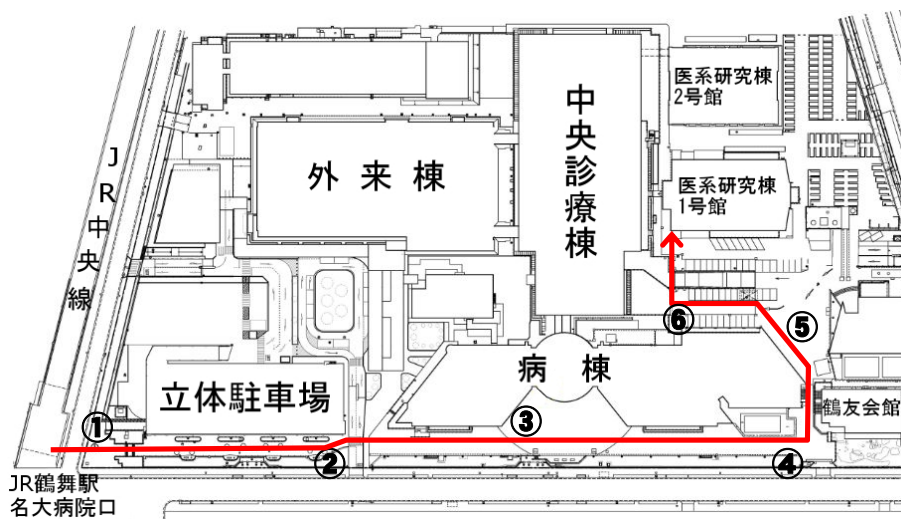 医系研究棟
2号館
中央診療棟
外来棟
医系研究棟
1号館
JR中央線
⑥
⑤
病棟
立体駐車場
鶴友会館
①
③
②
④
JR鶴舞駅
名大病院口